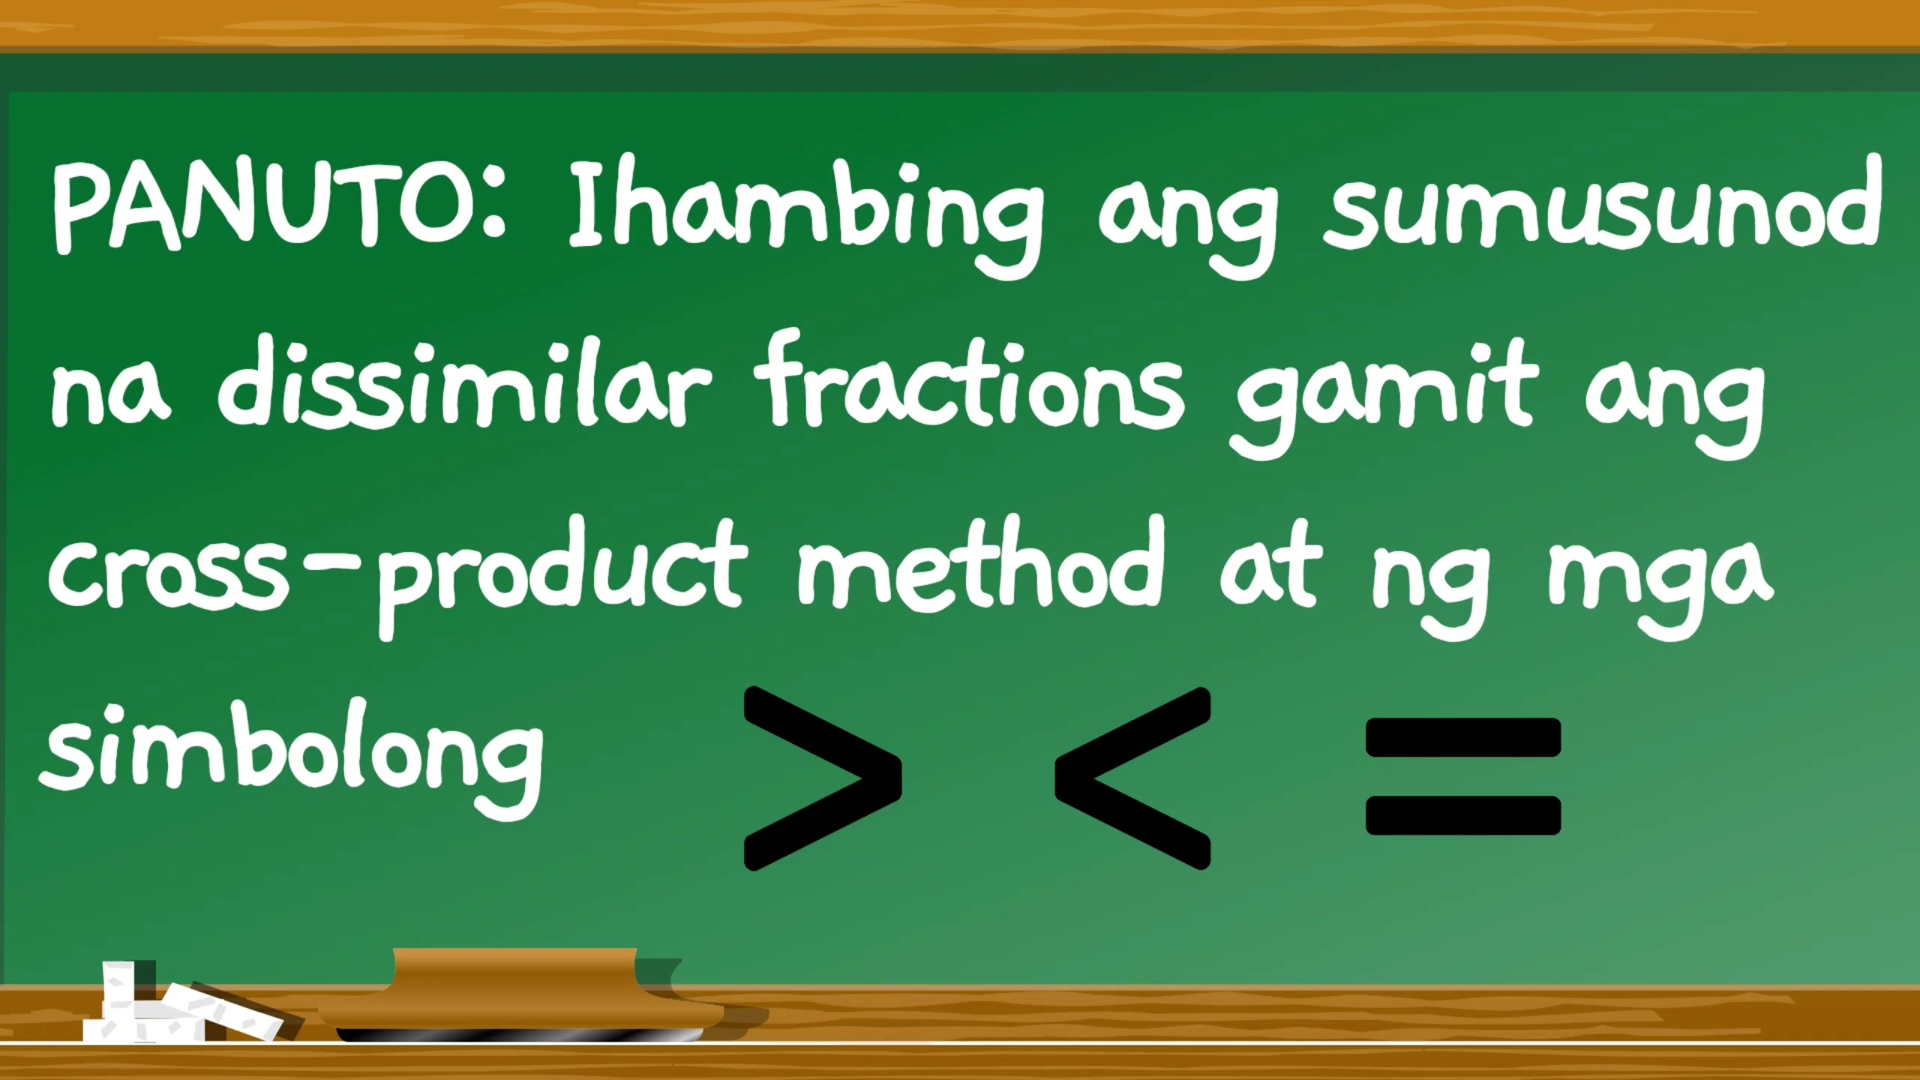 PANUTO: Ihambing ang sumusunod
na dissimilar fractions gamit ang
cross-product method at ng mga
simbolong > < =